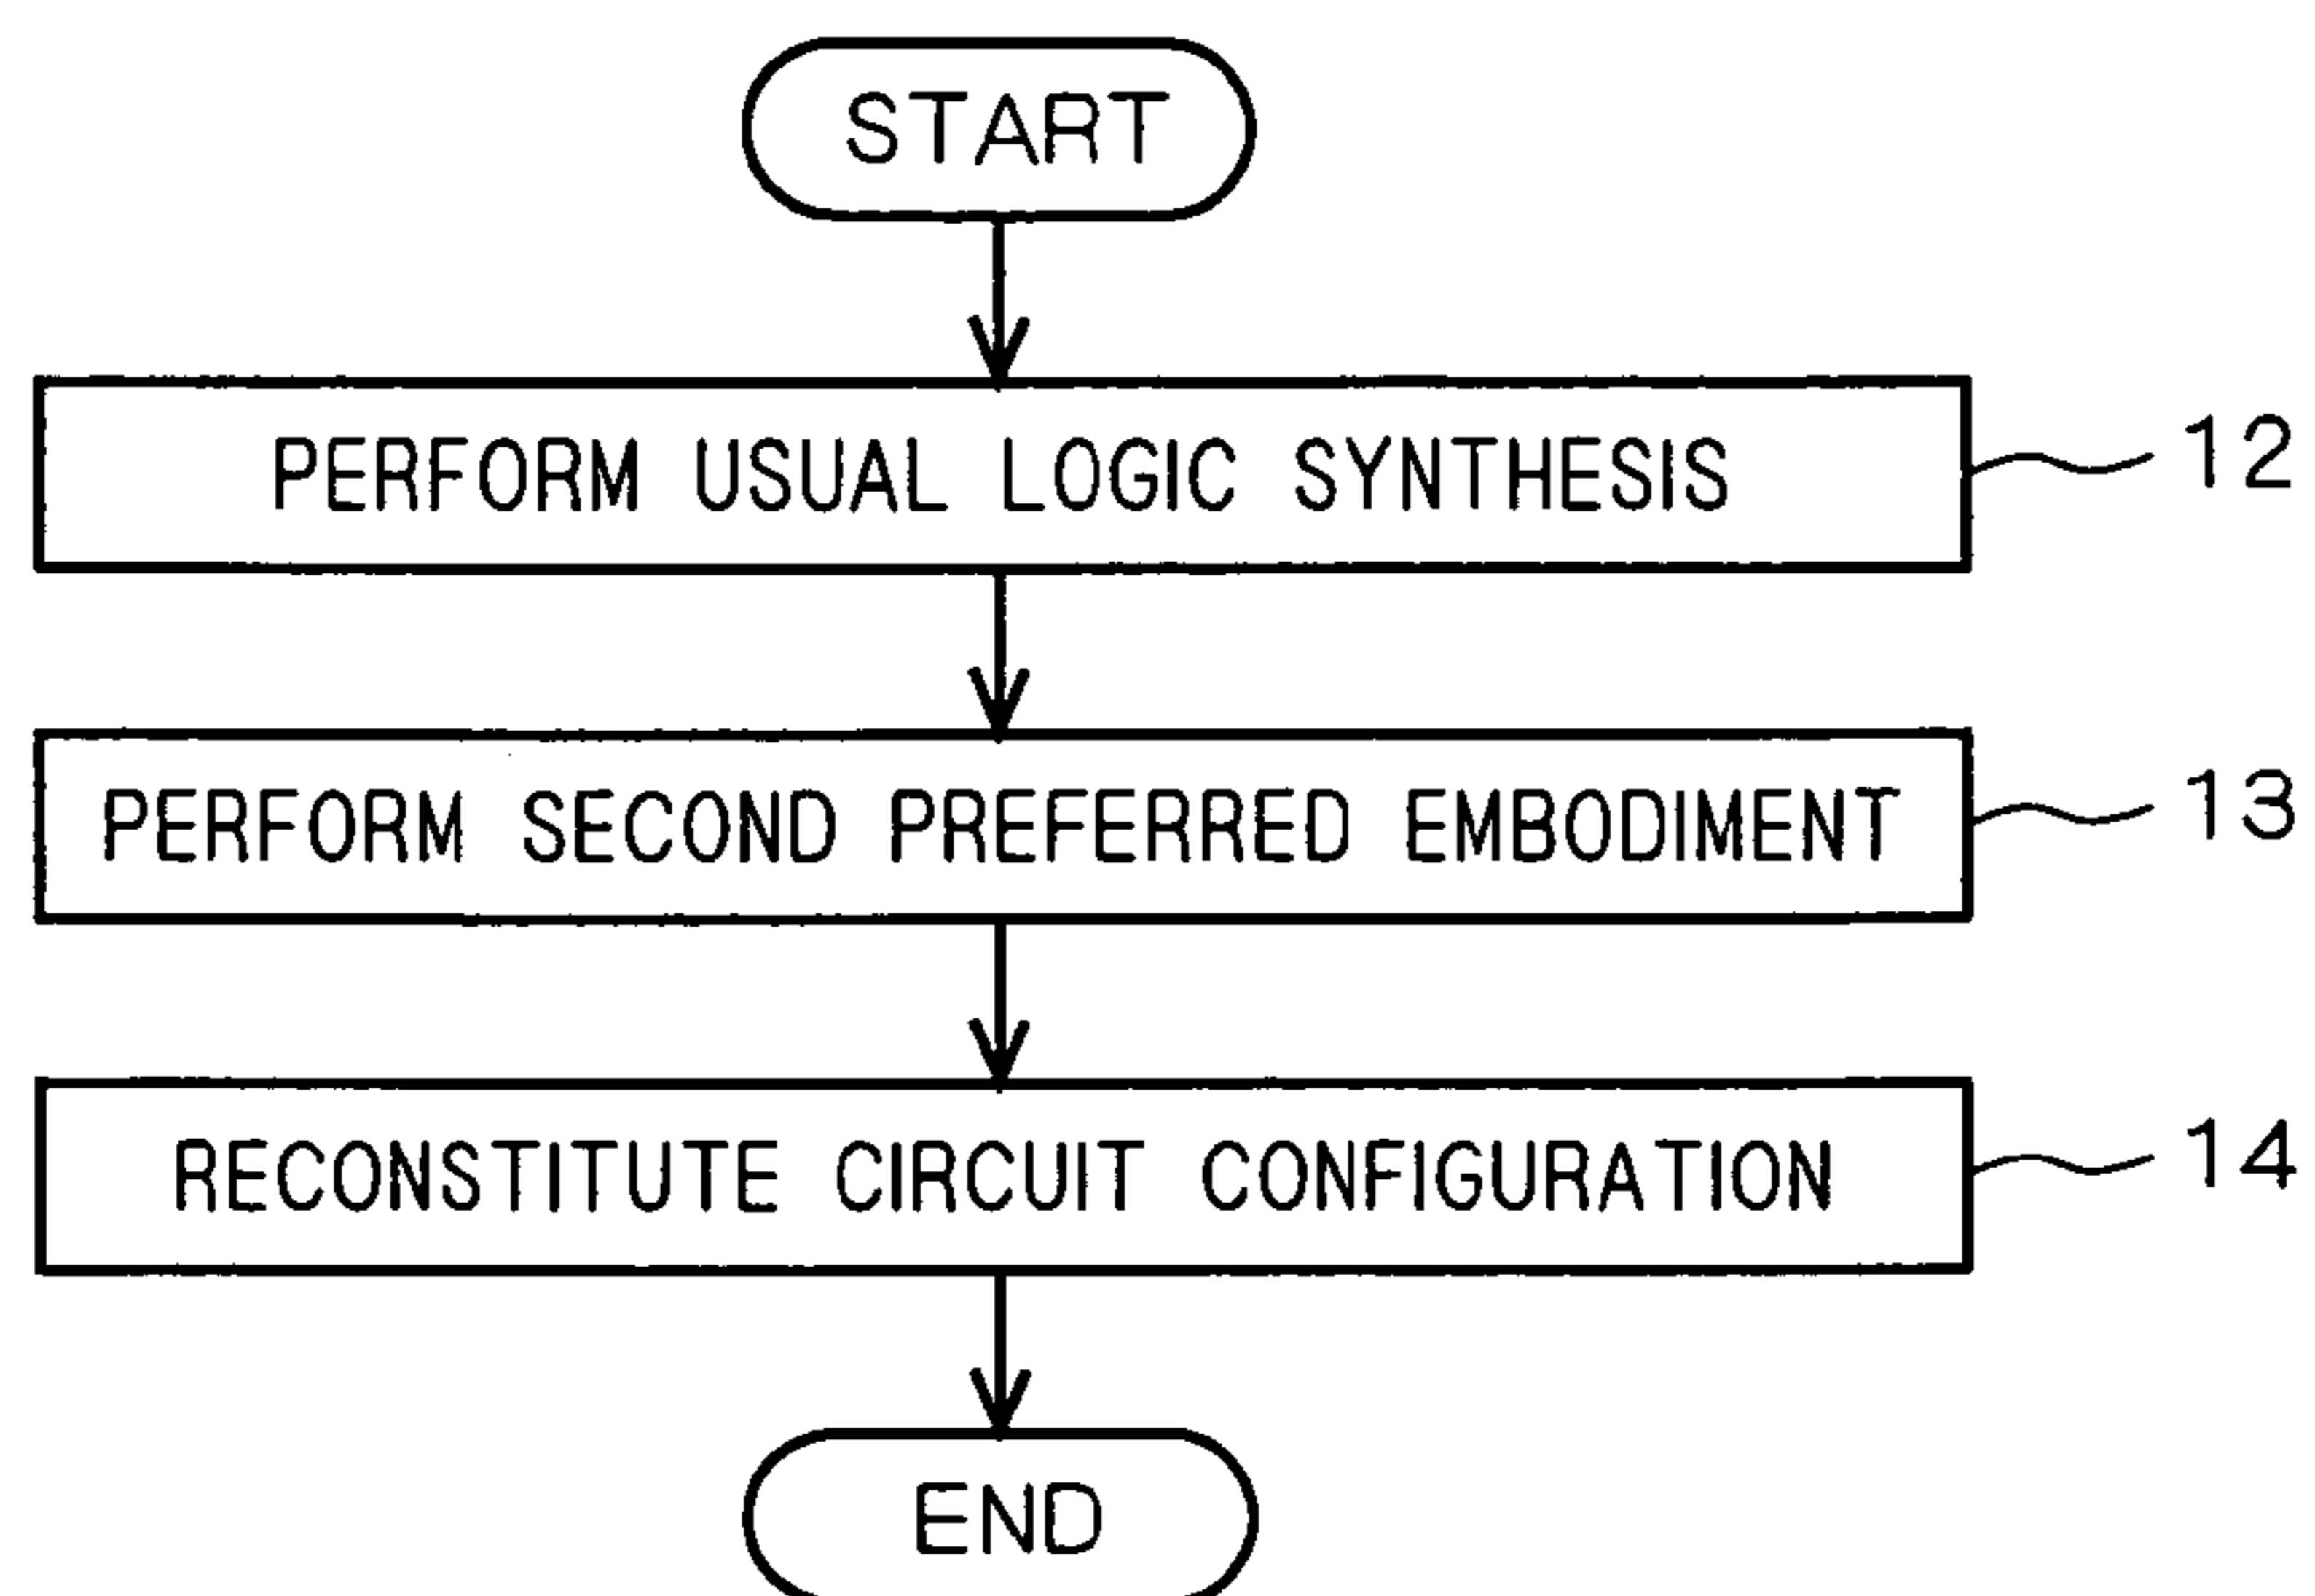 START
PERFORM USUAL LOGIC SYNTHESIS 12
PERFORM SECOND PREFERRED EMBODIMENT 13
RECONSTITUTE CIRCUIT CONFIGURATION 14
END